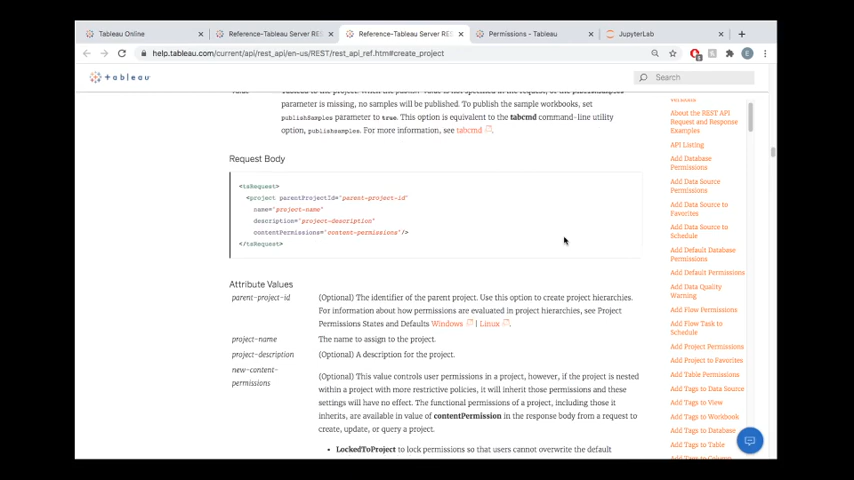 Tableau Online
Reference-Tableau Server RES
Reference-Tableau Server RES
Permissions - Tableau
JupyterLab
help.tableau.com/current/api/rest_api/en-us/REST/rest_api_ref.htm#create_project
tableau
Search
parameter is missing, no samples will be published. To publish the sample workbooks, set
publishSamples parameter to true. This option is equivalent to the tabcmd command-line utility
option, publishsamples. For more information, see tabcmd.
Request Body
<tsRequest>
<project parentProjectId="parent-project-id"
name="project-name"
description="project-description"
contentPermissions="content-permissions"/>
</tsRequest>
Attribute Values
parent-project-id
(Optional) The identifier of the parent project. Use this option to create project hierarchies.
For information about how permissions are evaluated in project hierarchies, see Project
Permissions States and Defaults Windows | Linux.
project-name
The name to assign to the project.
project-description
(Optional) A description for the project.
new-content-
permissions
(Optional) This value controls user permissions in a project, however, if the project is nested
within a project with more restrictive policies, it will inherit those permissions and these
settings will have no effect. The functional permissions of a project, including those it
inherits, are available in value of contentPermission in the response body from a request to
create, update, or query a project.
• LockedToProject to lock permissions so that users cannot overwrite the default
About the REST API
Request and Response
Examples
API Listing
Add Database
Permissions
Add Data Source
Permissions
Add Data Source to
Favorites
Add Data Source to
Schedule
Add Default Database
Permissions
Add Default Permissions
Add Data Quality
Warning
Add Flow Permissions
Add Flow Task to
Schedule
Add Project Permissions
Add Project to Favorites
Add Table Permissions
Add Tags to Data Source
Add Tags to View
Add Tags to Workbook
Add Tags to Database
Add Tags to Table
Add Tags to Column